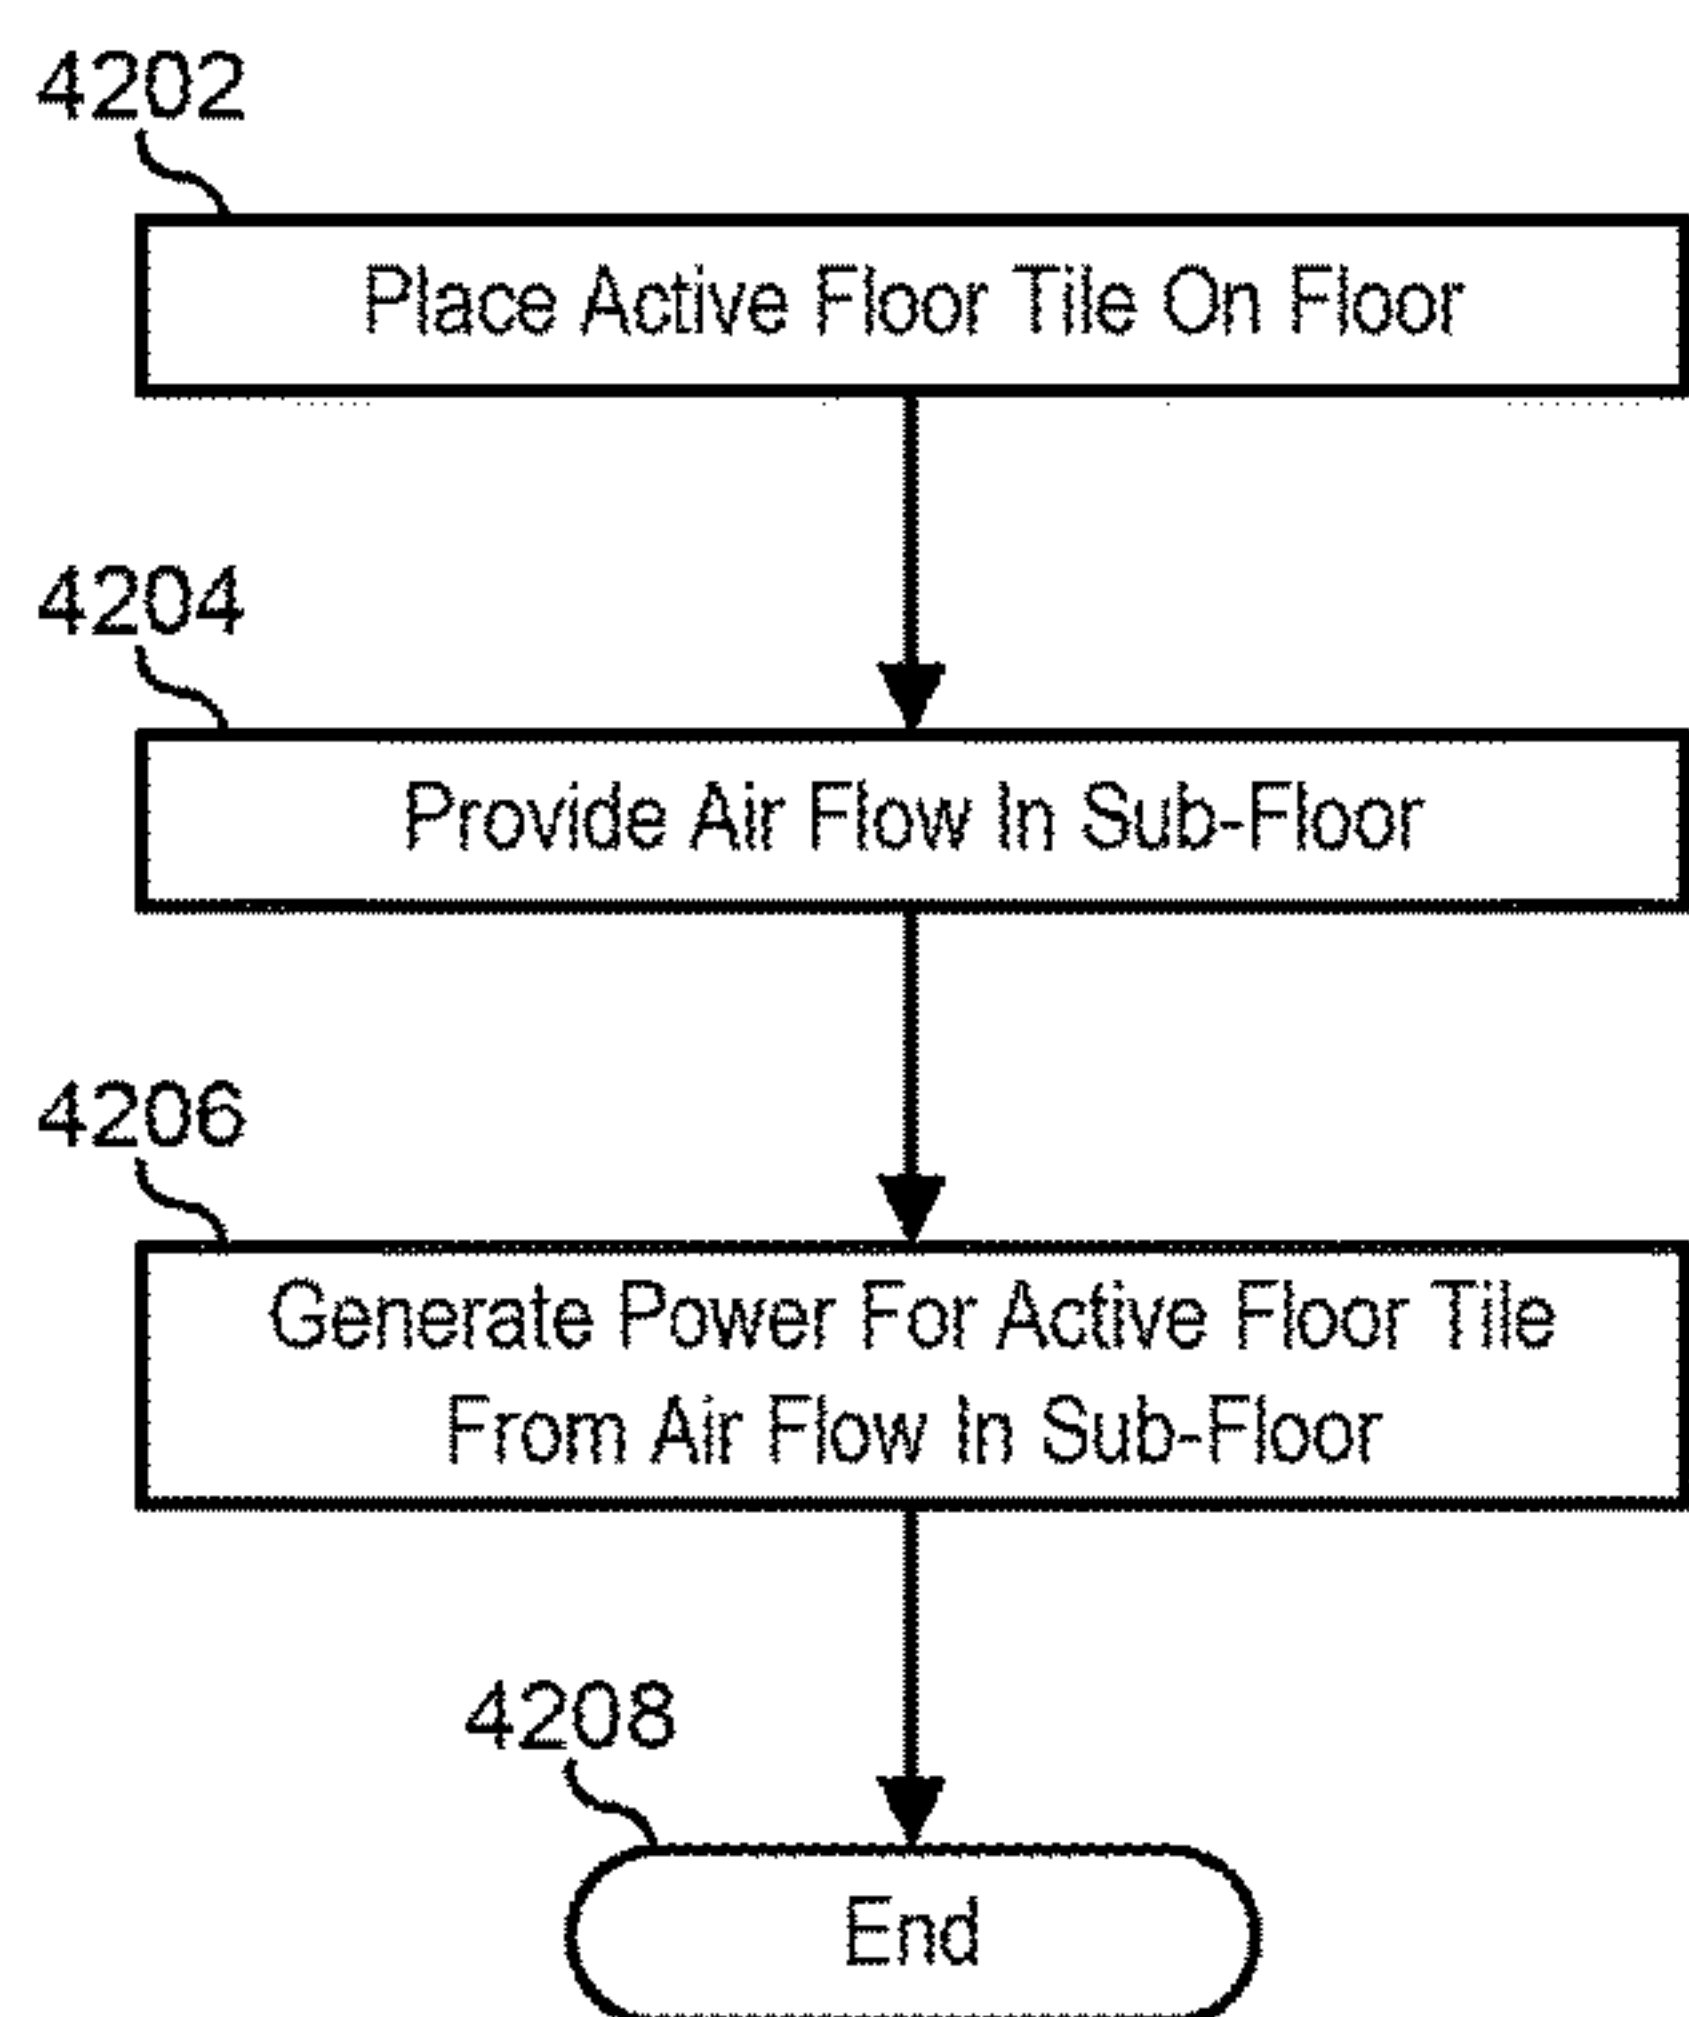 4202
Place Active Floor Tile On Floor
4204
Provide Air Flow In Sub-Floor
4206
Generate Power For Active Floor Tile
From Air Flow In Sub-Floor
4208
End